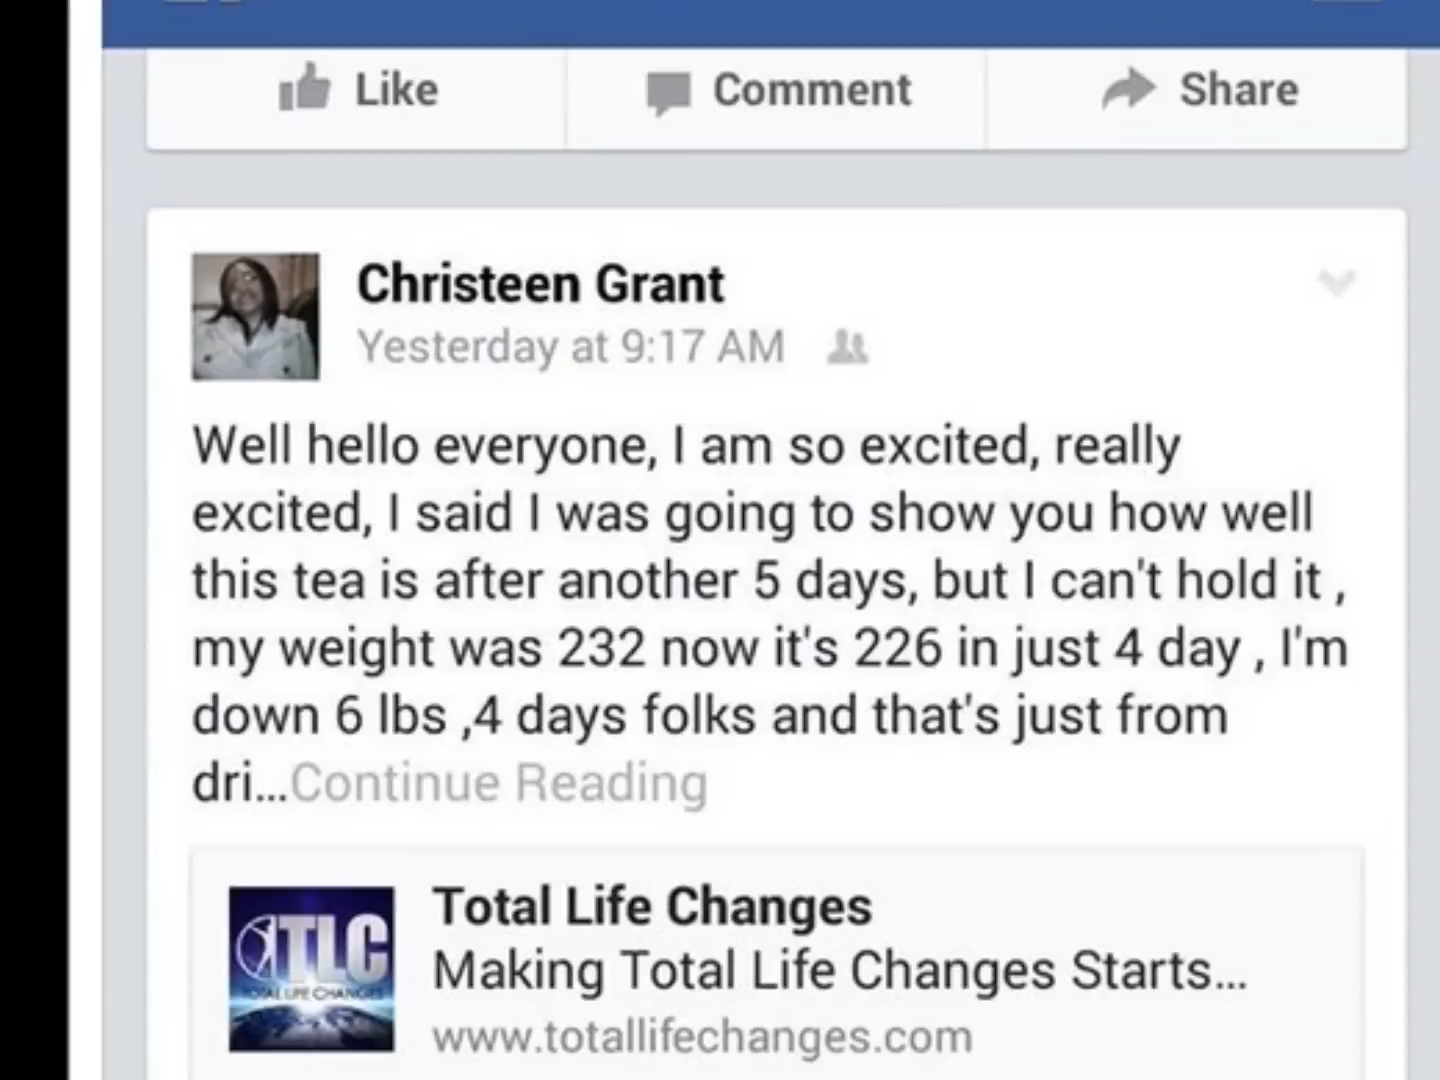 Like Comment Share
Christeen Grant
Yesterday at 9:17 AM
Well hello everyone, I am so excited, really
excited, I said I was going to show you how well
this tea is after another 5 days, but I can't hold it ,
my weight was 232 now it's 226 in just 4 day , I'm
down 6 lbs ,4 days folks and that's just from
dri...Continue Reading
TLC
TOTAL LIFE CHANGES
Total Life Changes
Making Total Life Changes Starts...
www.totallifechanges.com